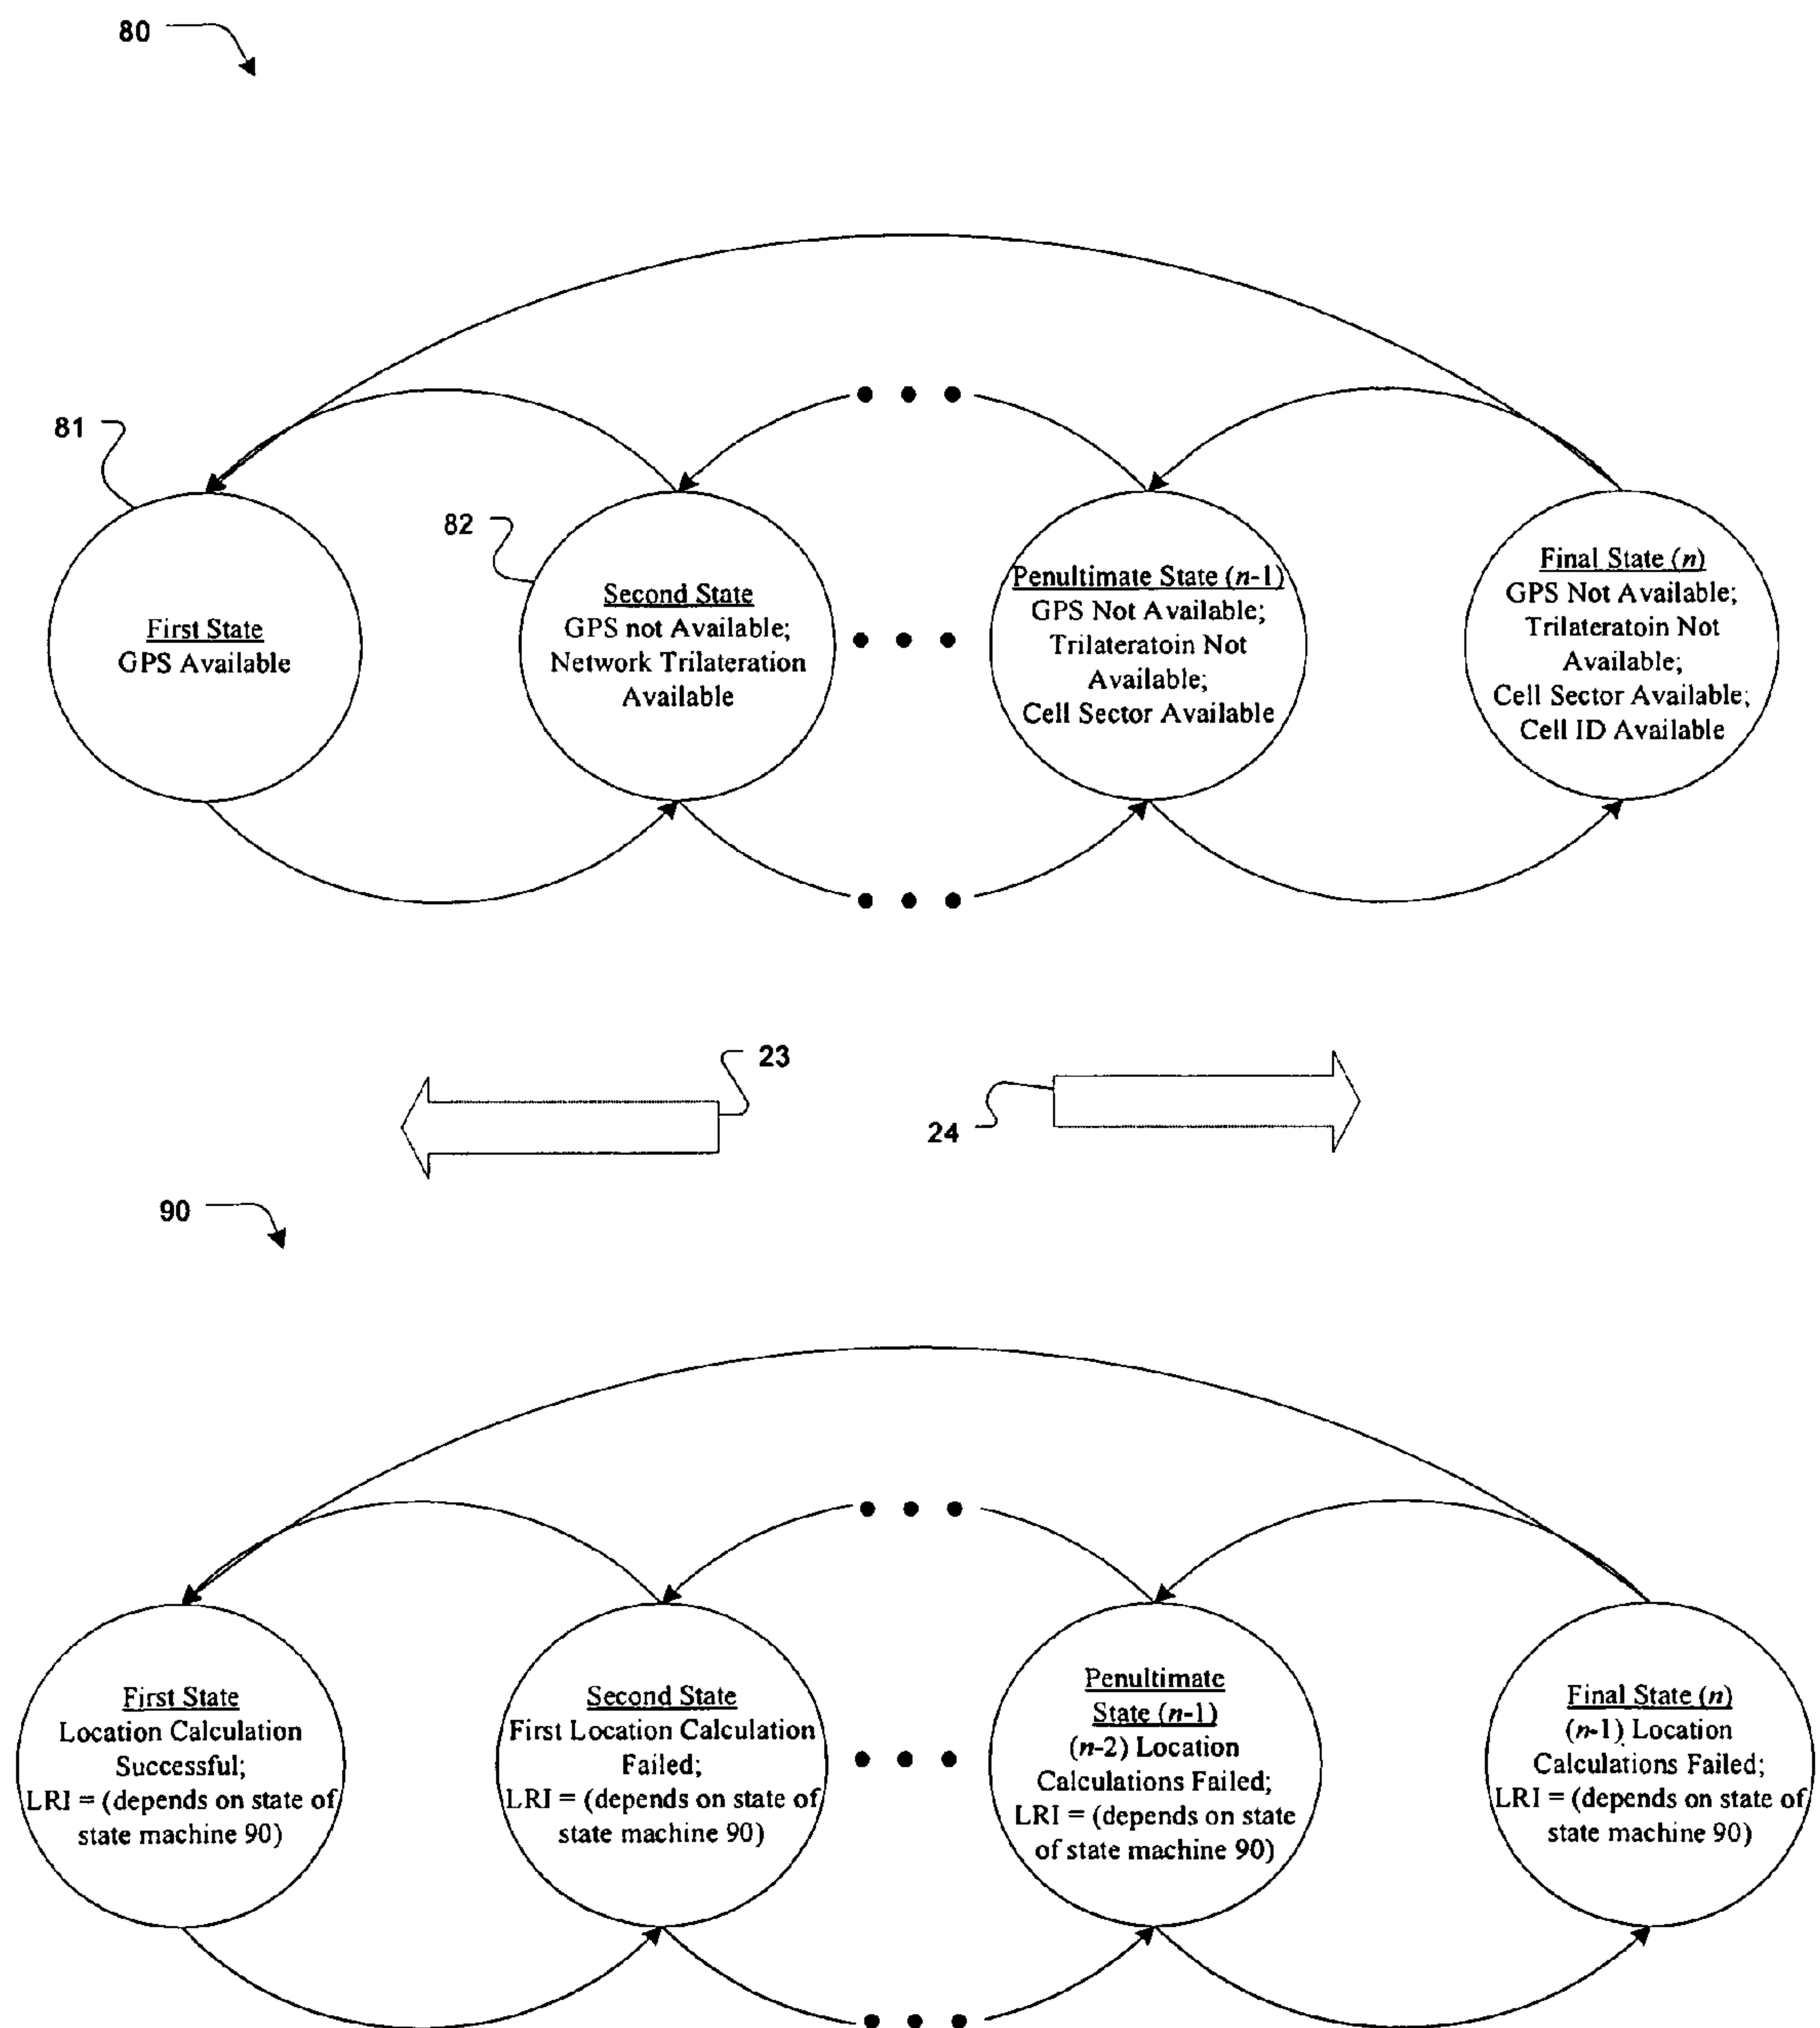 80
81
82
First State
GPS Available
Second State
GPS not Available;
Network Trilateration
Available
Penultimate State (n-1)
GPS Not Available;
Trilateratoin Not
Available;
Cell Sector Available
Final State (n)
GPS Not Available;
Trilateratoin Not
Available;
Cell Sector Available;
Cell ID Available
23
24
90
First State
Location Calculation
Successful;
LRI = (depends on state of
state machine 90)
Second State
First Location Calculation
Failed;
LRI = (depends on state of
state machine 90)
Penultimate
State (n-1)
(n-2) Location
Calculations Failed;
LRI = (depends on state
of state machine 90)
Final State (n)
(n-1) Location
Calculations Failed;
LRI = (depends on state of
state machine 90)